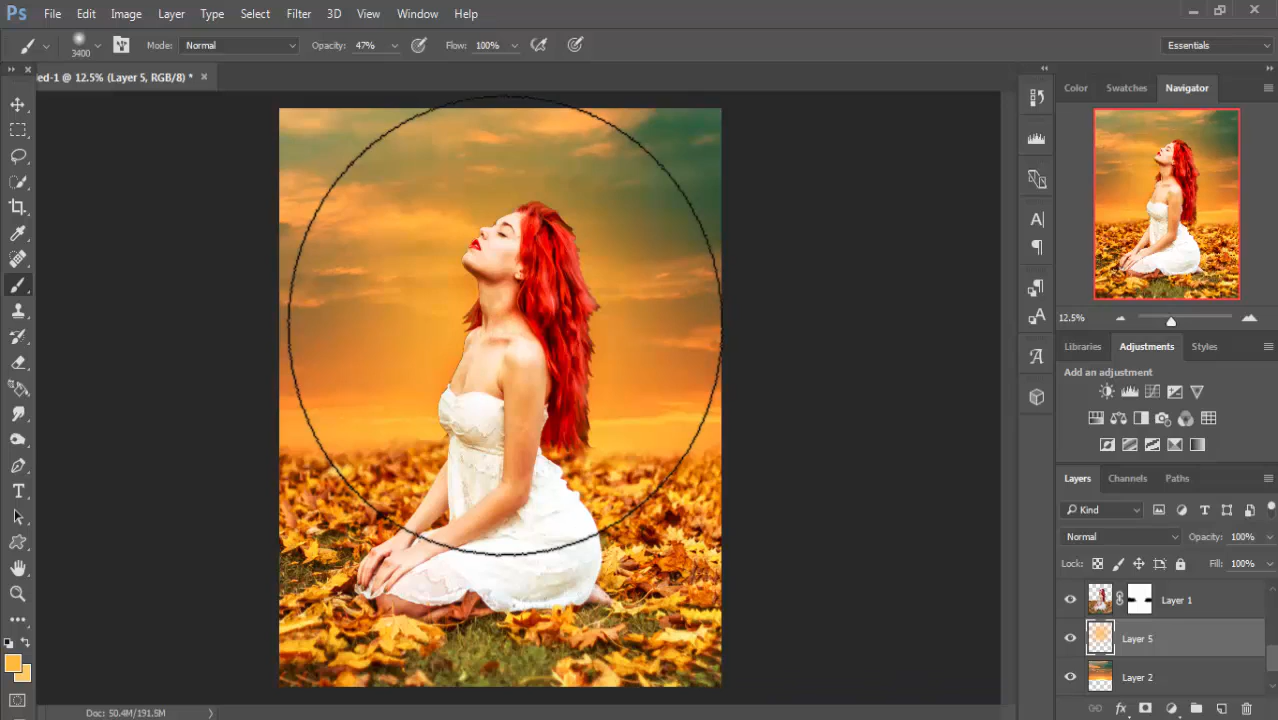 Ps File Edit Image Layer Type Select Filter 3D View Window Help
3400 Mode: Normal Opacity: 47% Flow: 100% Essentials
ed-1 @ 12.5% (Layer 5, RGB/8) * ×
Color Swatches Navigator
12.5%
Libraries Adjustments Styles
Add an adjustment
Layers Channels Paths
Kind
Normal Opacity: 100%
Lock: Fill: 100%
Layer 1
Layer 5
Layer 2
Doc: 50.4M/191.5M